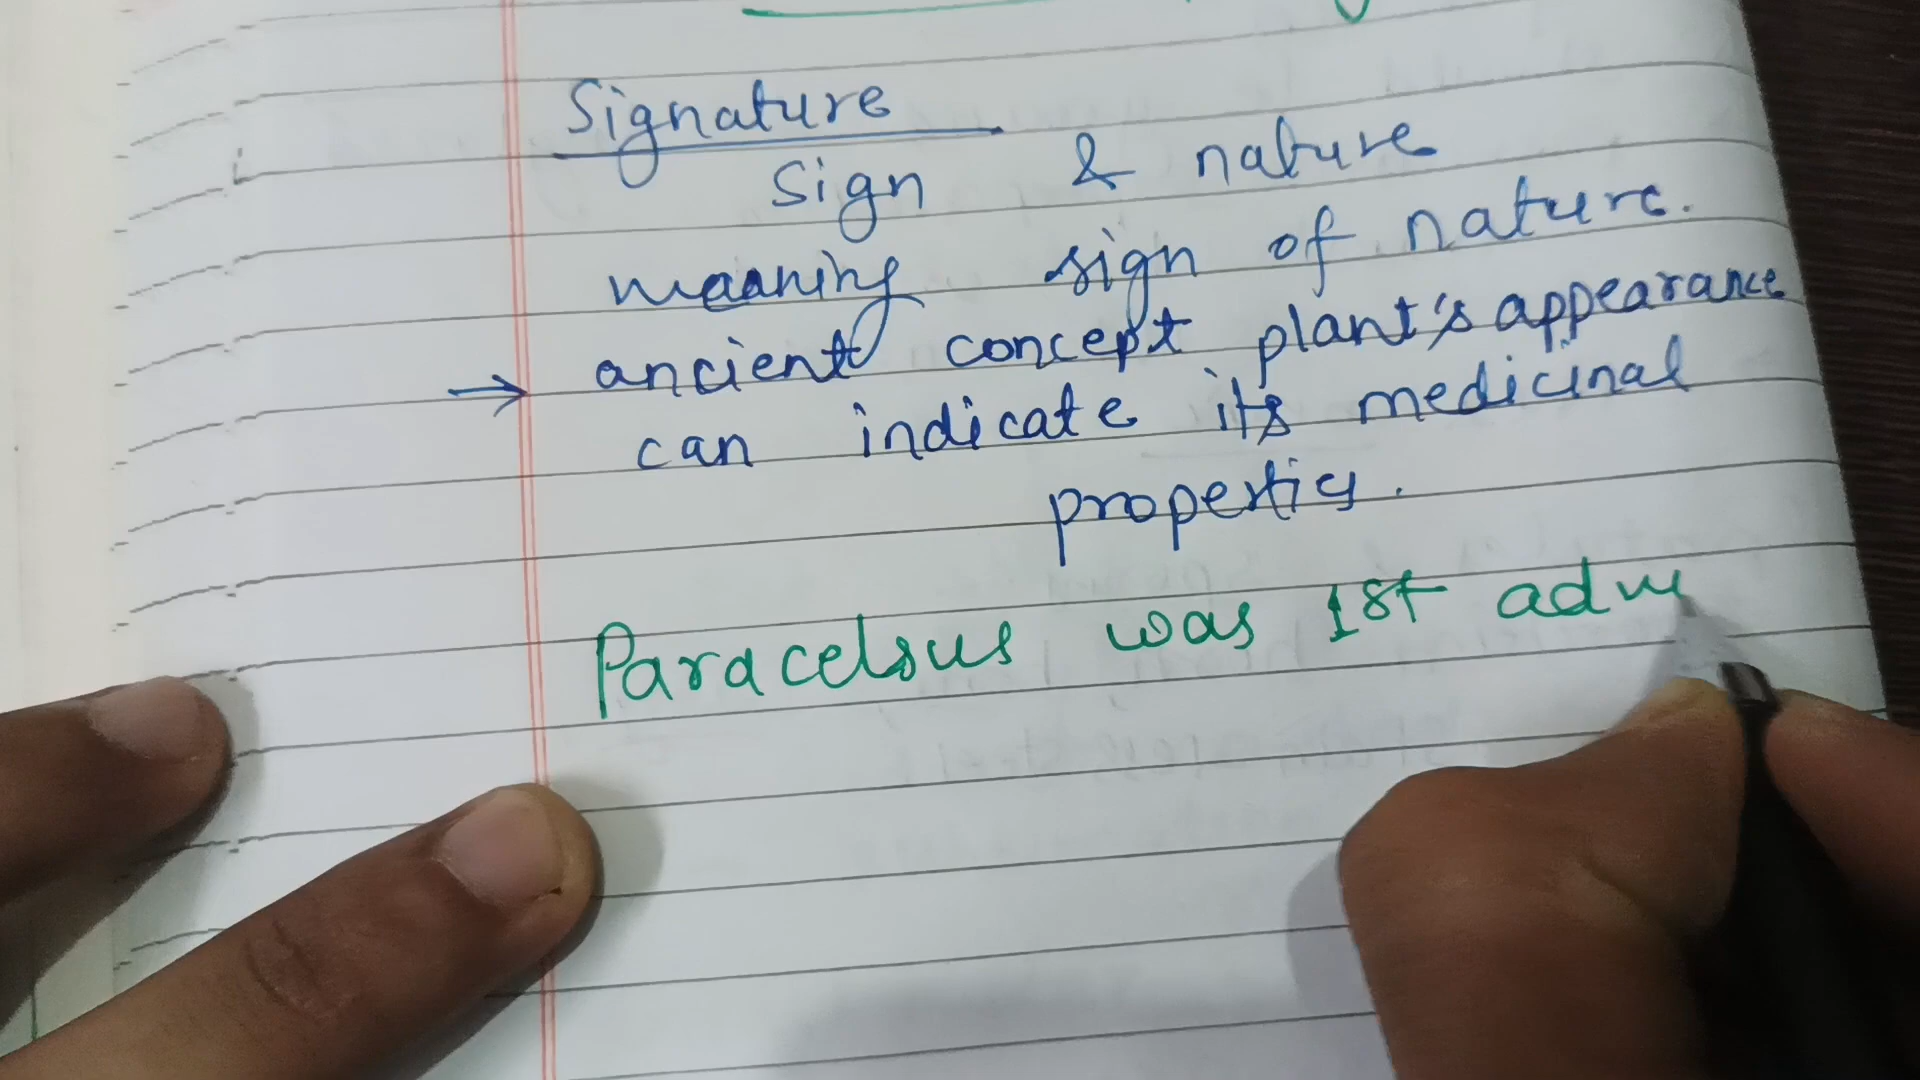 Signature
Sign & nature
meaning sign of nature.
→ ancient concept plant's appearance
can indicate its medicinal
properties.
Paracelsus was 1st adv